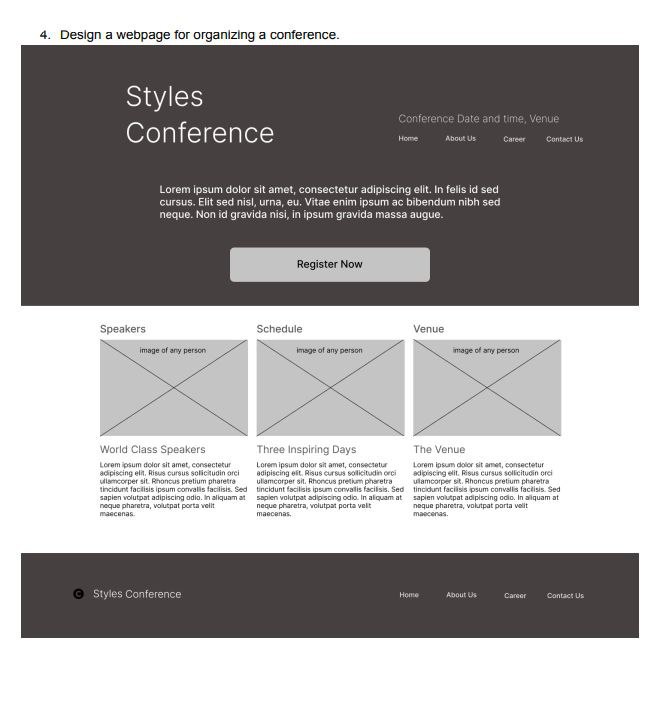 4. Design a webpage for organizing a conference.
Styles
Conference
Conference Date and time, Venue
Home About Us Career Contact Us
Lorem ipsum dolor sit amet, consectetur adipiscing elit. In felis id sed
cursus. Elit sed nisl, urna, eu. Vitae enim ipsum ac bibendum nibh sed
neque. Non id gravida nisi, in ipsum gravida massa augue.
Register Now
Speakers
image of any person
World Class Speakers
Lorem ipsum dolor sit amet, consectetur
adipiscing elit. Risus cursus sollicitudin orci
ullamcorper sit. Rhoncus pretium pharetra
tincidunt facilisis ipsum convallis facilisis. Sed
sapien volutpat adipiscing odio. In aliquam at
neque pharetra, volutpat porta velit
maecenas.
Schedule
image of any person
Three Inspiring Days
Lorem ipsum dolor sit amet, consectetur
adipiscing elit. Risus cursus sollicitudin orci
ullamcorper sit. Rhoncus pretium pharetra
tincidunt facilisis ipsum convallis facilisis. Sed
sapien volutpat adipiscing odio. In aliquam at
neque pharetra, volutpat porta velit
maecenas.
Venue
image of any person
The Venue
Lorem ipsum dolor sit amet, consectetur
adipiscing elit. Risus cursus sollicitudin orci
ullamcorper sit. Rhoncus pretium pharetra
tincidunt facilisis ipsum convallis facilisis. Sed
sapien volutpat adipiscing odio. In aliquam at
neque pharetra, volutpat porta velit
maecenas.
C Styles Conference
Home About Us Career Contact Us